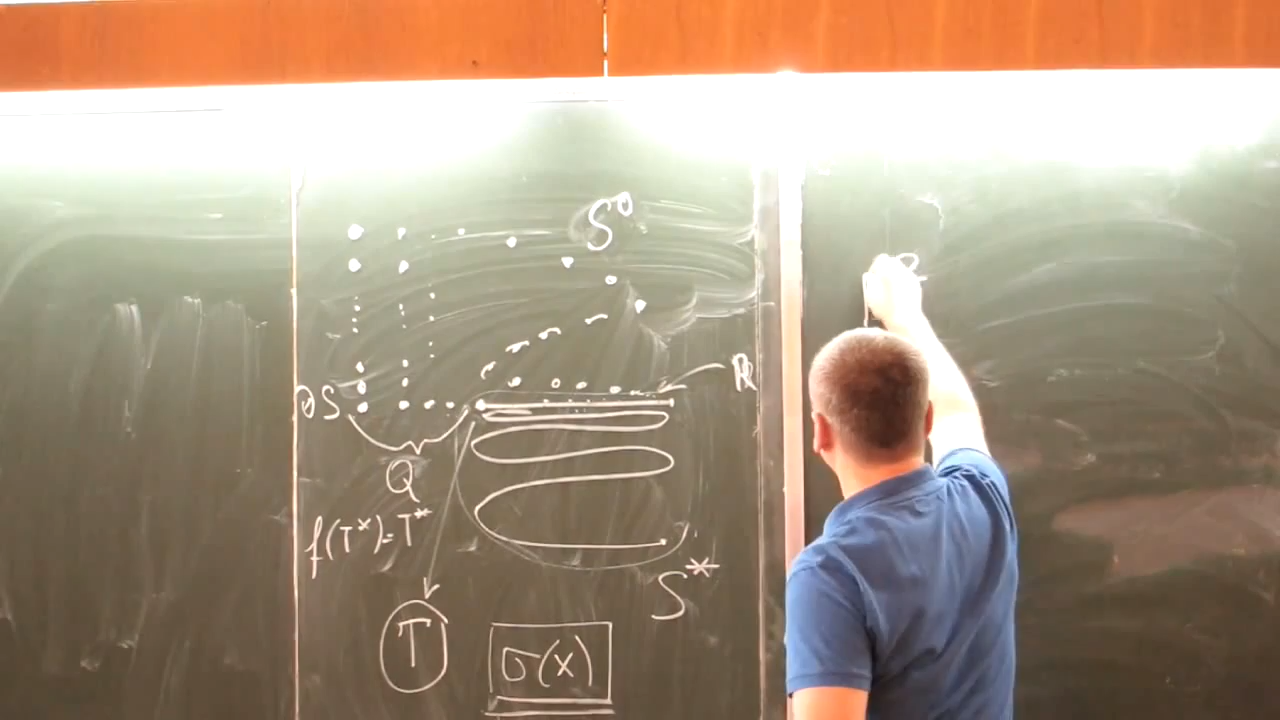 S⁰
∂S
R
Q
f(T*)=T*
S*
T
σ(x)